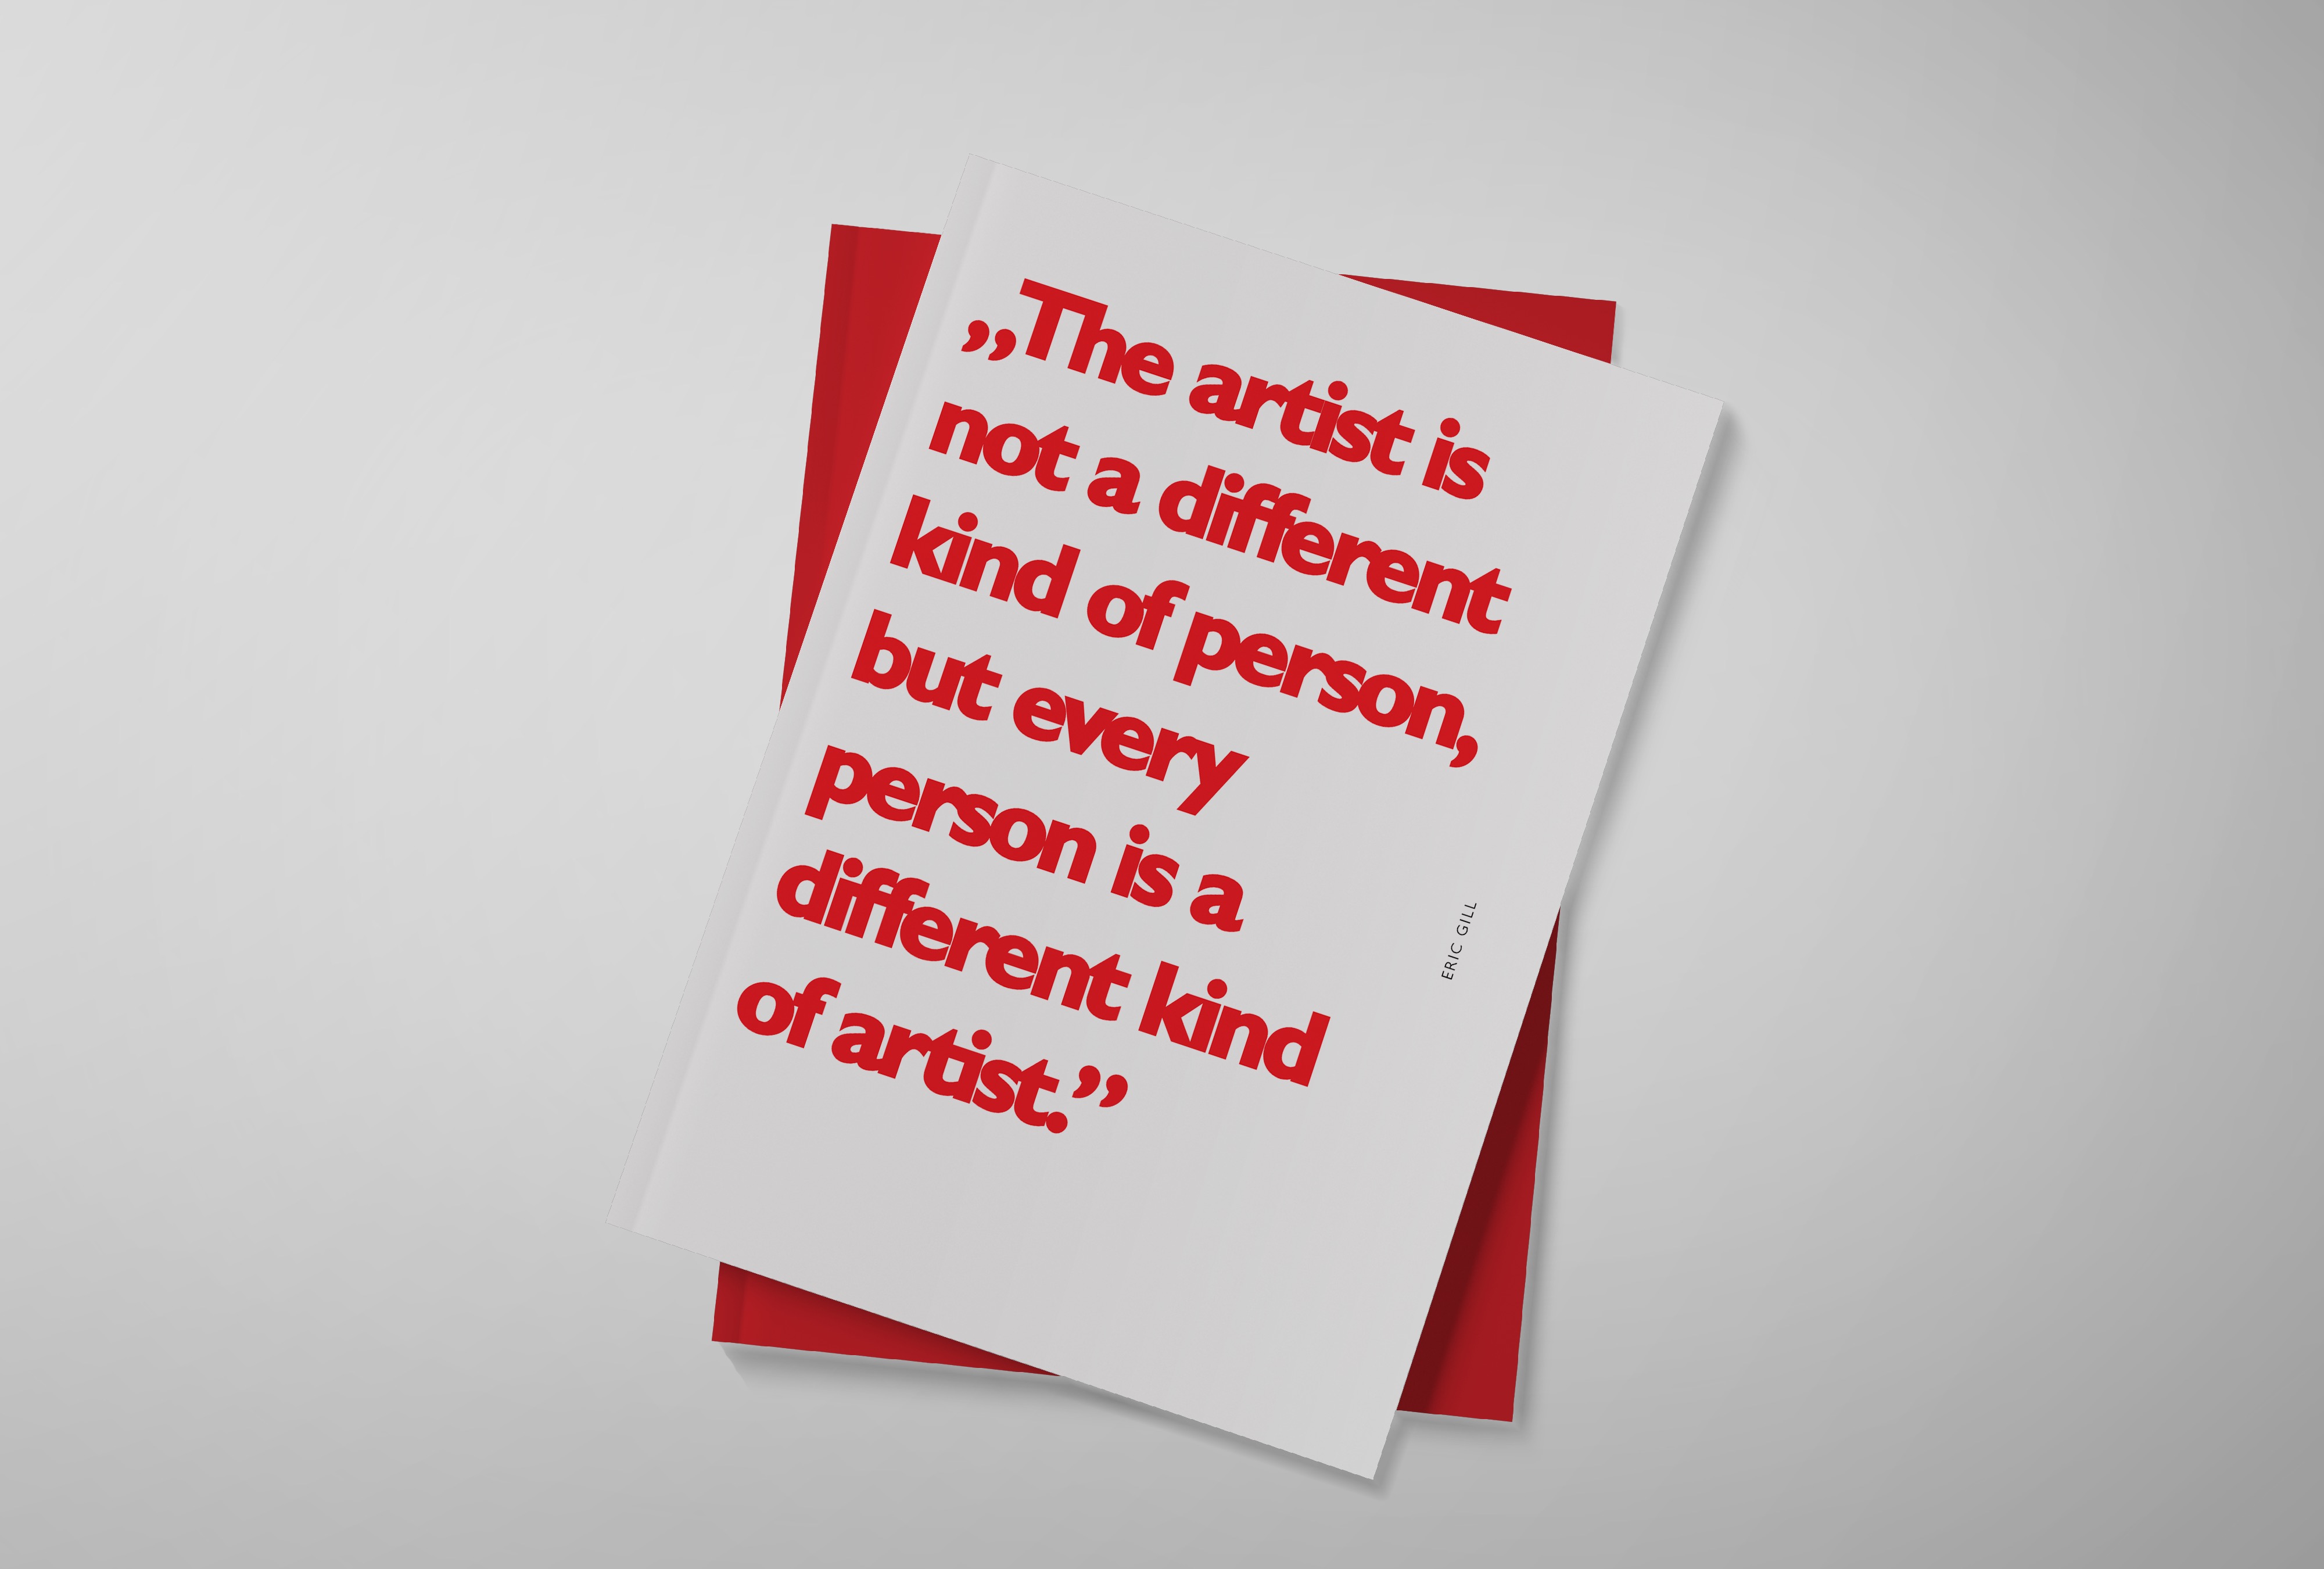 „The artist is
not a different
kind of person,
but every
person is a
different kind
of artist.”
ERIC GILL